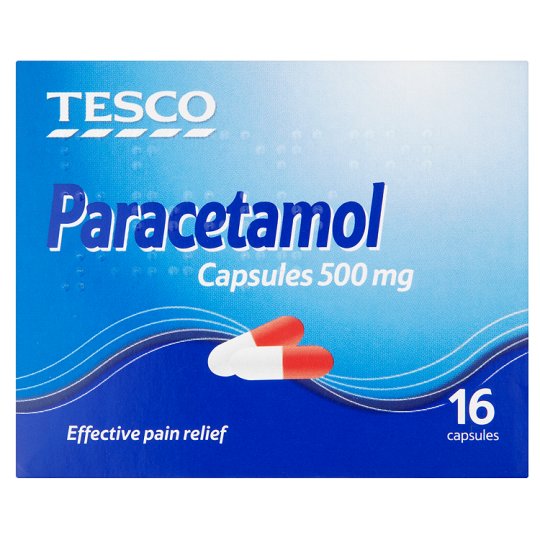 TESCO
Paracetamol
Capsules 500 mg
Effective pain relief
16
capsules